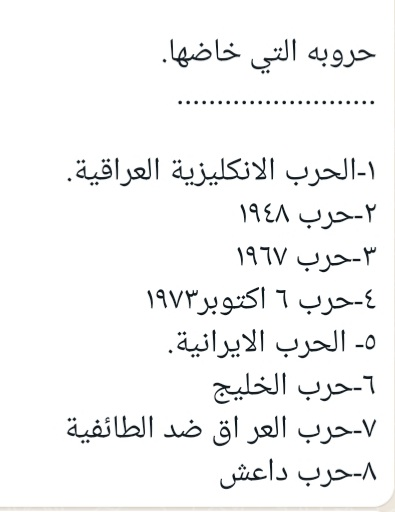 حروبه التي خاضها.
.........................
١-الحرب الانكليزية العراقية.
٢-حرب ١٩٤٨
٣-حرب ١٩٦٧
٤-حرب ٦ اكتوبر١٩٧٣
٥- الحرب الايرانية.
٦-حرب الخليج
٧-حرب العر اق ضد الطائفية
٨-حرب داعش